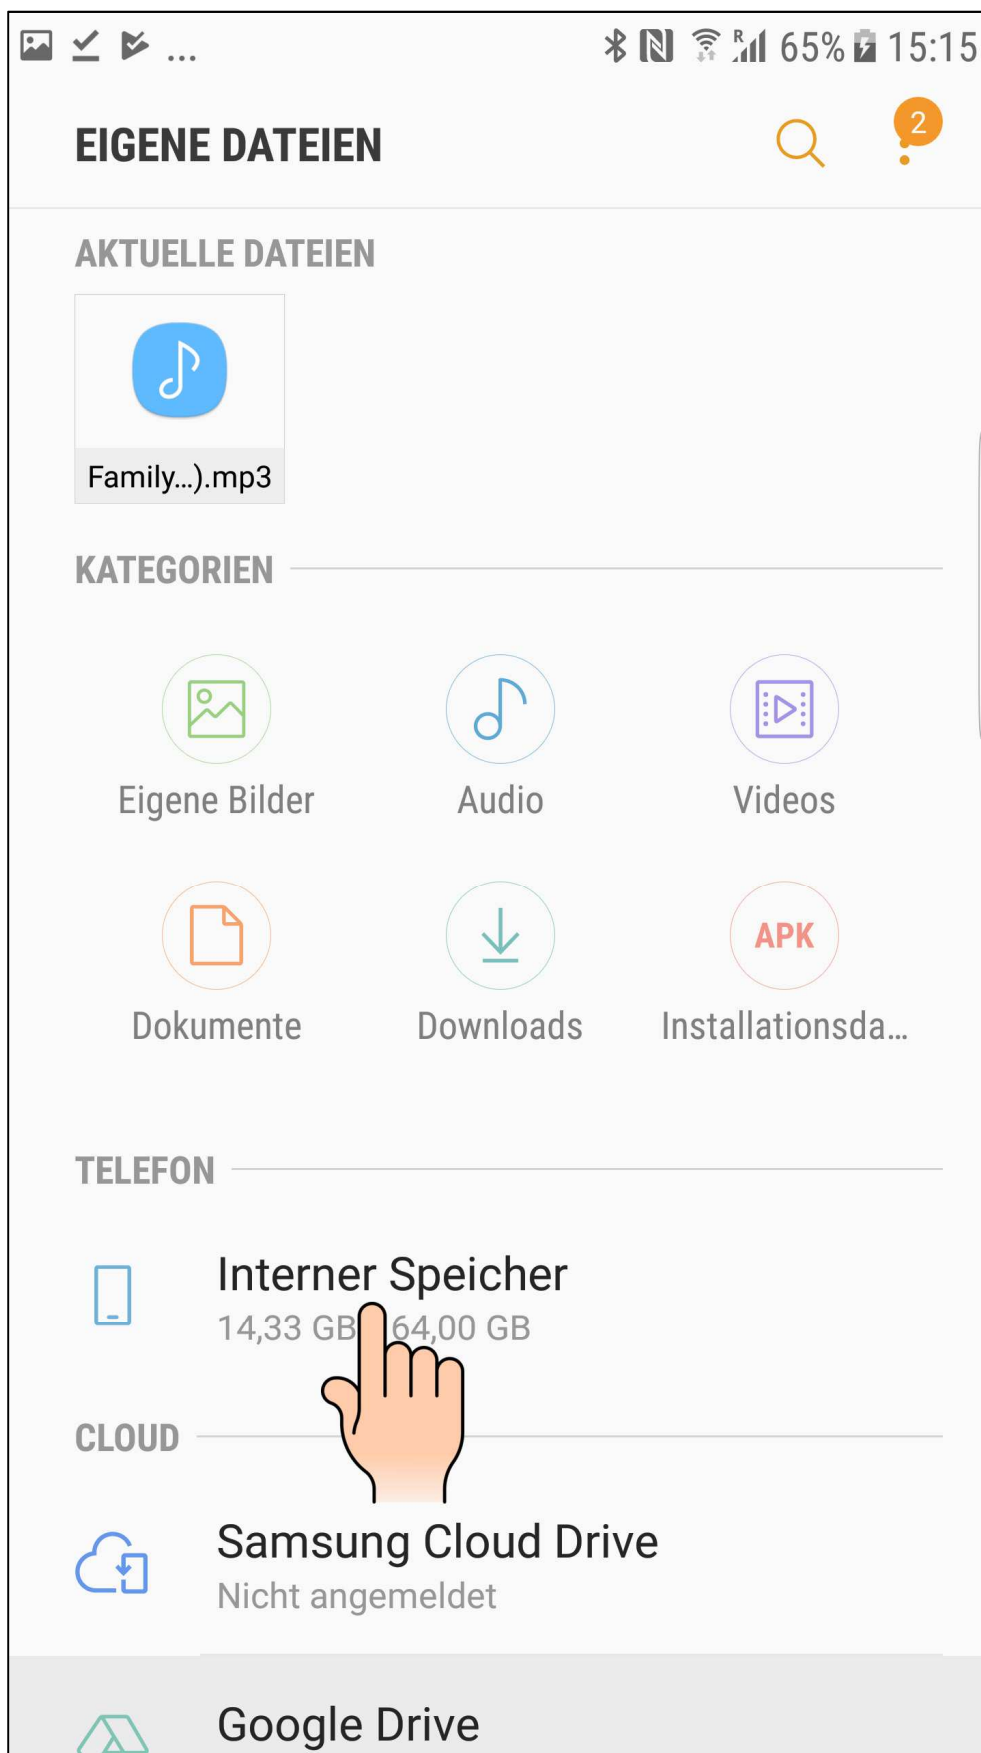 ... R 65% 15:15
EIGENE DATEIEN
2
AKTUELLE DATEIEN
Family...).mp3
KATEGORIEN
Eigene Bilder Audio Videos
APK
Dokumente Downloads Installationsda...
TELEFON
Interner Speicher
14,33 GB 64,00 GB
CLOUD
Samsung Cloud Drive
Nicht angemeldet
Google Drive